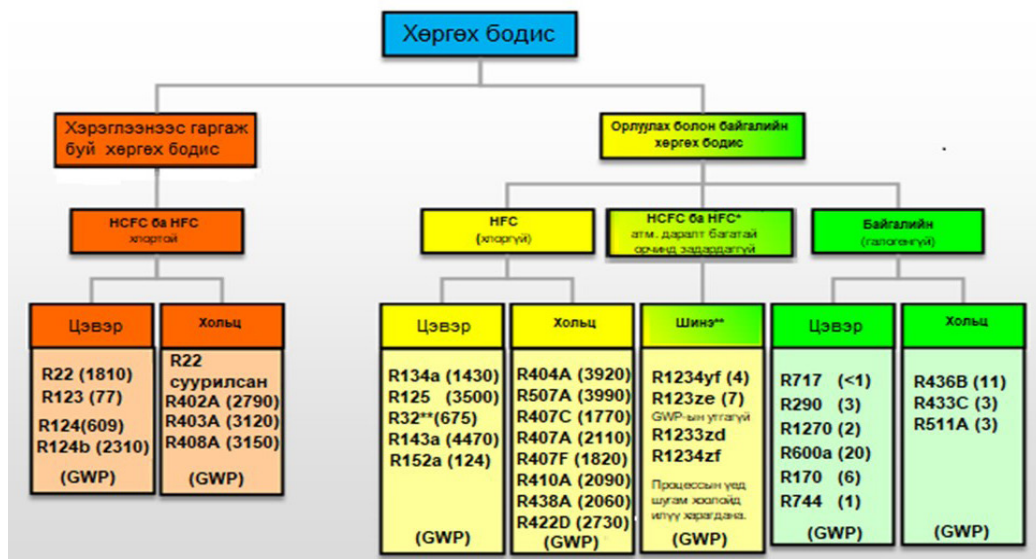 Хөргөх бодис
Хэрэглээнээс гаргаж
буй хөргөх бодис
Орлуулах болон байгалийн
хөргөх бодис
HCFC ба HFC
хлортой
HFC
(хлоргүй)
HCFC ба HFC*
атм. даралт багатай
орчинд задардаггүй
Байгалийн
(галогенгүй)
Цэвэр
R22 (1810)
R123 (77)
R124(609)
R124b (2310)
(GWP)
Хольц
R22
суурилсан
R402A (2790)
R403A (3120)
R408A (3150)
(GWP)
Цэвэр
R134a (1430)
R125 (3500)
R32**(675)
R143a (4470)
R152a (124)
(GWP)
Хольц
R404A (3920)
R507A (3990)
R407C (1770)
R407A (2110)
R407F (1820)
R410A (2090)
R438A (2060)
R422D (2730)
(GWP)
Шинэ**
R1234yf (4)
R123ze (7)
GWP-ын утгагүй
R1233zd
R1234zf
Процессын үед
шугам хоолойд
илүү харагдана.
(GWP)
Цэвэр
R717 (<1)
R290 (3)
R1270 (2)
R600a (20)
R170 (6)
R744 (1)
(GWP)
Хольц
R436B (11)
R433C (3)
R511A (3)
(GWP)